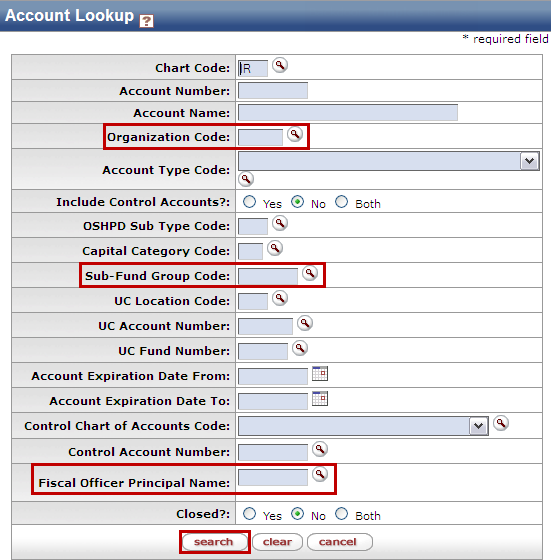 Account Lookup ?
* required field
Chart Code: IR
Account Number:
Account Name:
Organization Code:
Account Type Code:
Include Control Accounts?: Yes No Both
OSHPD Sub Type Code:
Capital Category Code:
Sub-Fund Group Code:
UC Location Code:
UC Account Number:
UC Fund Number:
Account Expiration Date From:
Account Expiration Date To:
Control Chart of Accounts Code:
Control Account Number:
Fiscal Officer Principal Name:
Closed?: Yes No Both
search clear cancel